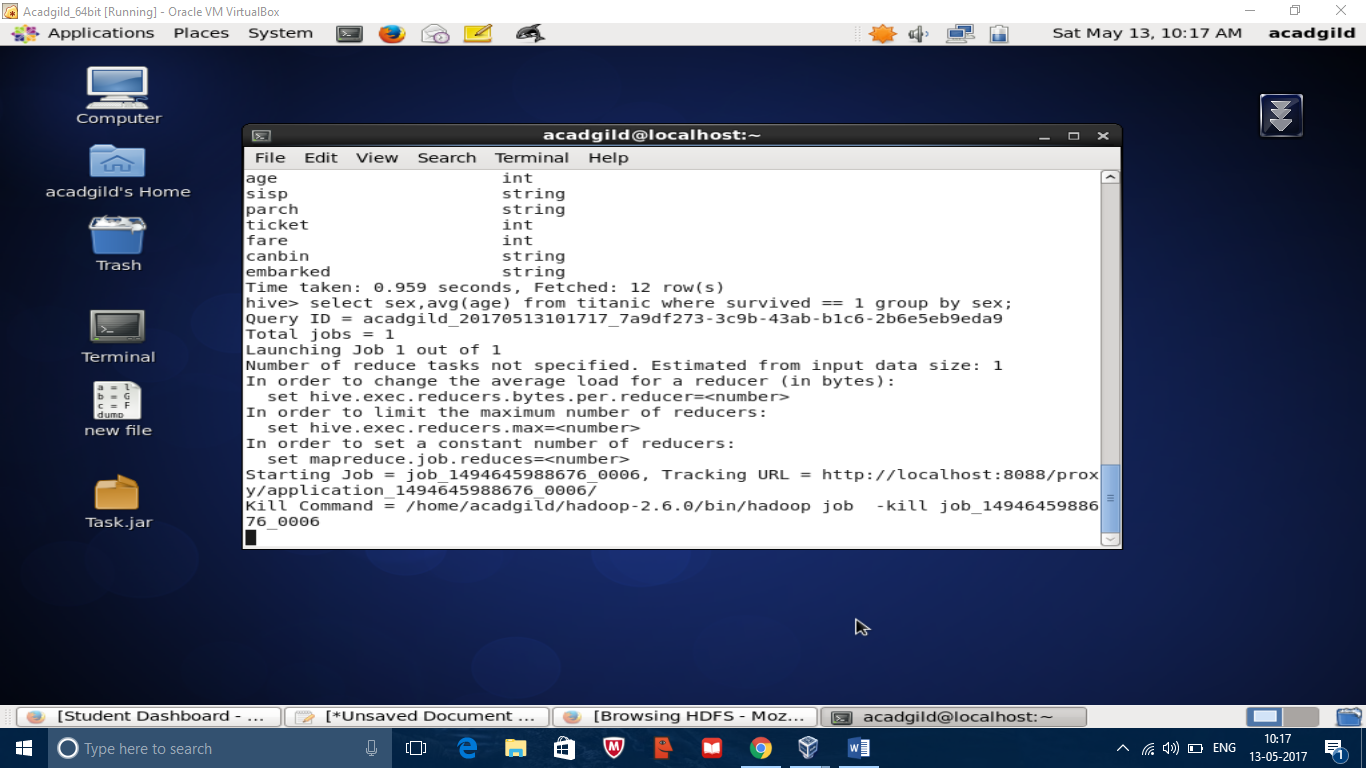 Acadgild_64bit [Running] - Oracle VM VirtualBox
Applications Places System Sat May 13, 10:17 AM acadgild
Computer
acadgild's Home
Trash
Terminal
a = l
b = G
c = F
dump
new file
Task.jar
acadgild@localhost:~
File Edit View Search Terminal Help
age int
sisp string
parch string
ticket int
fare int
canbin string
embarked string
Time taken: 0.959 seconds, Fetched: 12 row(s)
hive> select sex,avg(age) from titanic where survived == 1 group by sex;
Query ID = acadgild_20170513101717_7a9df273-3c9b-43ab-b1c6-2b6e5eb9eda9
Total jobs = 1
Launching Job 1 out of 1
Number of reduce tasks not specified. Estimated from input data size: 1
In order to change the average load for a reducer (in bytes):
set hive.exec.reducers.bytes.per.reducer=<number>
In order to limit the maximum number of reducers:
set hive.exec.reducers.max=<number>
In order to set a constant number of reducers:
set mapreduce.job.reduces=<number>
Starting Job = job_1494645988676_0006, Tracking URL = http://localhost:8088/prox
y/application_1494645988676_0006/
Kill Command = /home/acadgild/hadoop-2.6.0/bin/hadoop job  -kill job_14946459886
76_0006
[Student Dashboard - ... [*Unsaved Document ... [Browsing HDFS - Moz... acadgild@localhost:~
Type here to search ENG 10:17
13-05-2017 1